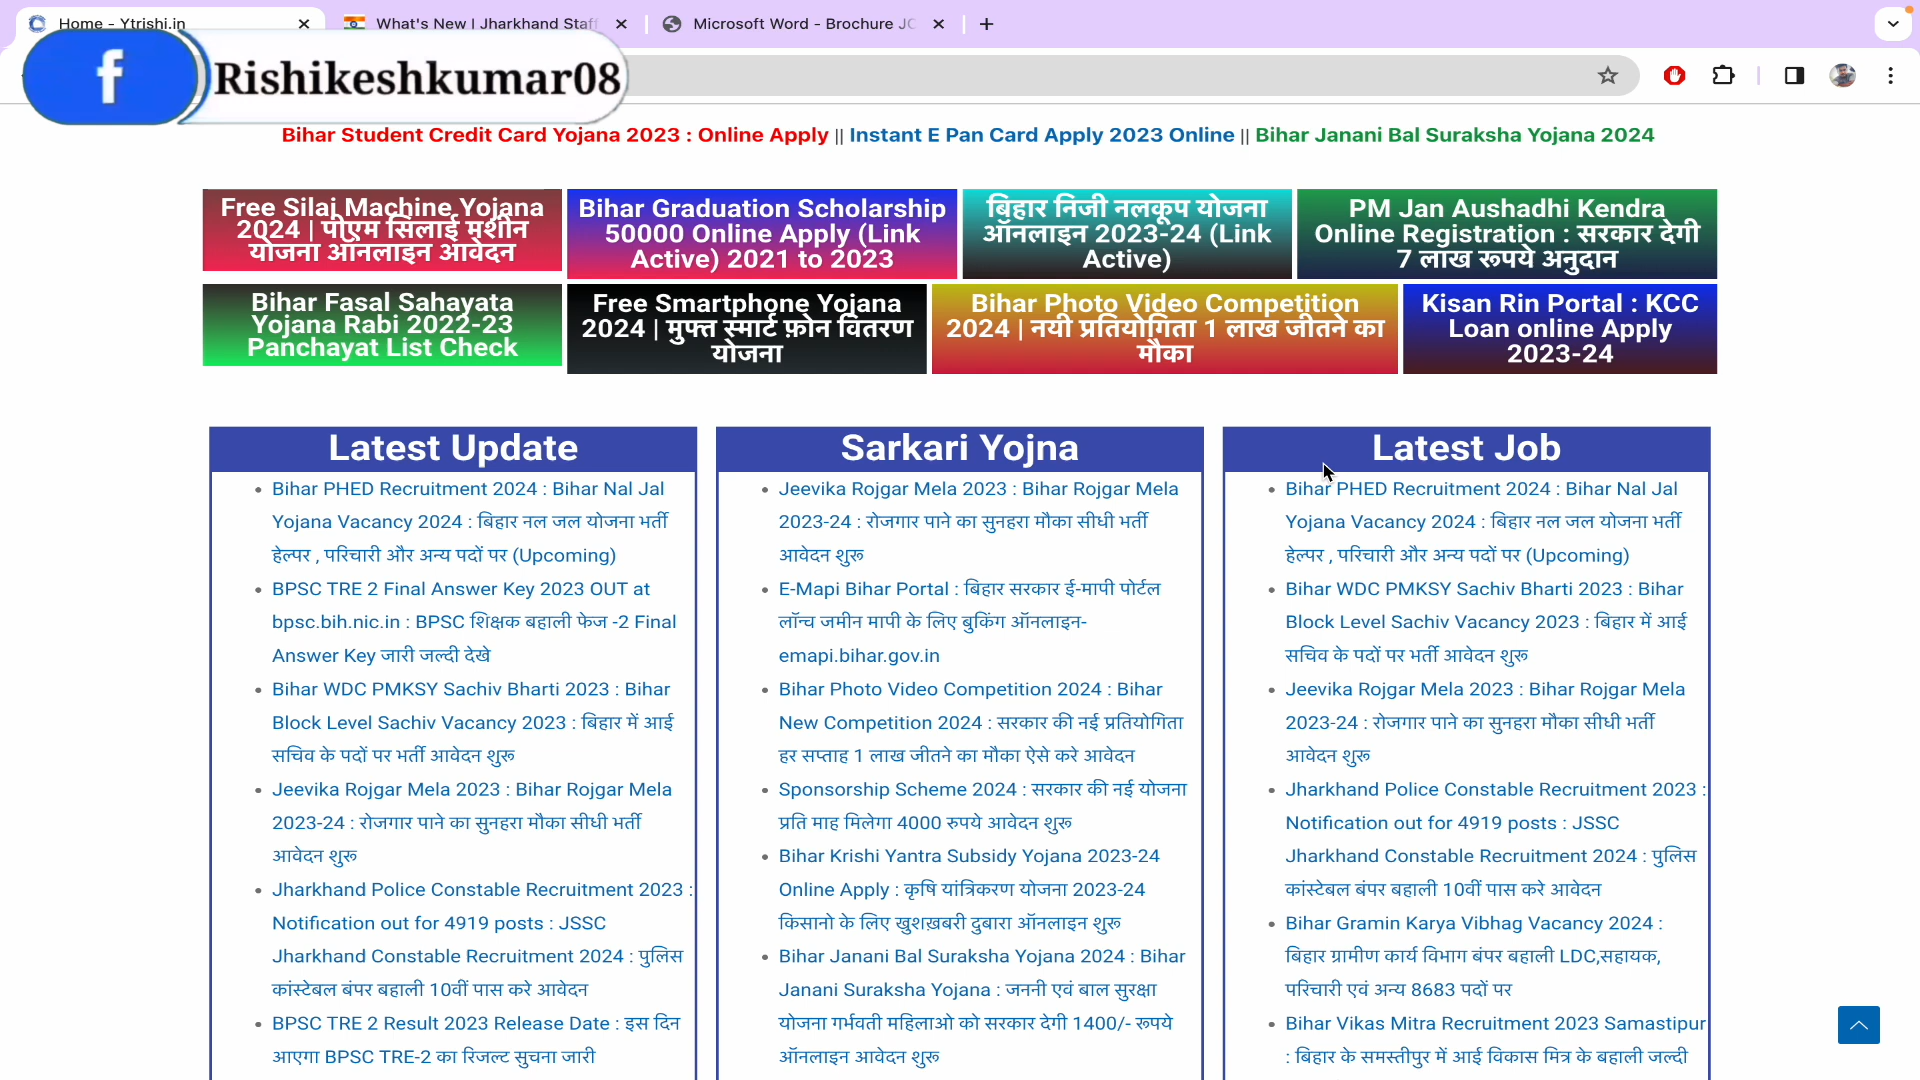 Home - Ytrishi.in
What's New | Jharkhand Staf
Microsoft Word - Brochure JC
f Rishikeshkumar08
Bihar Student Credit Card Yojana 2023 : Online Apply || Instant E Pan Card Apply 2023 Online || Bihar Janani Bal Suraksha Yojana 2024
Free Silai Machine Yojana
2024 | पीएम सिलाई मशीन
योजना ऑनलाइन आवेदन
Bihar Graduation Scholarship
50000 Online Apply (Link
Active) 2021 to 2023
बिहार निजी नलकूप योजना
ऑनलाइन 2023-24 (Link
Active)
PM Jan Aushadhi Kendra
Online Registration : सरकार देगी
7 लाख रूपये अनुदान
Bihar Fasal Sahayata
Yojana Rabi 2022-23
Panchayat List Check
Free Smartphone Yojana
2024 | मुफ्त स्मार्ट फ़ोन वितरण
योजना
Bihar Photo Video Competition
2024 | नयी प्रतियोगिता 1 लाख जीतने का
मौका
Kisan Rin Portal : KCC
Loan online Apply
2023-24
Latest Update
Bihar PHED Recruitment 2024 : Bihar Nal Jal
Yojana Vacancy 2024 : बिहार नल जल योजना भर्ती
हेल्पर , परिचारी और अन्य पदों पर (Upcoming)
BPSC TRE 2 Final Answer Key 2023 OUT at
bpsc.bih.nic.in : BPSC शिक्षक बहाली फेज -2 Final
Answer Key जारी जल्दी देखे
Bihar WDC PMKSY Sachiv Bharti 2023 : Bihar
Block Level Sachiv Vacancy 2023 : बिहार में आई
सचिव के पदों पर भर्ती आवेदन शुरू
Jeevika Rojgar Mela 2023 : Bihar Rojgar Mela
2023-24 : रोजगार पाने का सुनहरा मौका सीधी भर्ती
आवेदन शुरू
Jharkhand Police Constable Recruitment 2023 :
Notification out for 4919 posts : JSSC
Jharkhand Constable Recruitment 2024 : पुलिस
कांस्टेबल बंपर बहाली 10वीं पास करे आवेदन
BPSC TRE 2 Result 2023 Release Date : इस दिन
आएगा BPSC TRE-2 का रिजल्ट सुचना जारी
Sarkari Yojna
Jeevika Rojgar Mela 2023 : Bihar Rojgar Mela
2023-24 : रोजगार पाने का सुनहरा मौका सीधी भर्ती
आवेदन शुरू
E-Mapi Bihar Portal : बिहार सरकार ई-मापी पोर्टल
लॉन्च जमीन मापी के लिए बुकिंग ऑनलाइन-
emapi.bihar.gov.in
Bihar Photo Video Competition 2024 : Bihar
New Competition 2024 : सरकार की नई प्रतियोगिता
हर सप्ताह 1 लाख जीतने का मौका ऐसे करे आवेदन
Sponsorship Scheme 2024 : सरकार की नई योजना
प्रति माह मिलेगा 4000 रुपये आवेदन शुरू
Bihar Krishi Yantra Subsidy Yojana 2023-24
Online Apply : कृषि यांत्रिकरण योजना 2023-24
किसानो के लिए खुशख़बरी दुबारा ऑनलाइन शुरू
Bihar Janani Bal Suraksha Yojana 2024 : Bihar
Janani Suraksha Yojana : जननी एवं बाल सुरक्षा
योजना गर्भवती महिलाओ को सरकार देगी 1400/- रूपये
ऑनलाइन आवेदन शुरू
Latest Job
Bihar PHED Recruitment 2024 : Bihar Nal Jal
Yojana Vacancy 2024 : बिहार नल जल योजना भर्ती
हेल्पर , परिचारी और अन्य पदों पर (Upcoming)
Bihar WDC PMKSY Sachiv Bharti 2023 : Bihar
Block Level Sachiv Vacancy 2023 : बिहार में आई
सचिव के पदों पर भर्ती आवेदन शुरू
Jeevika Rojgar Mela 2023 : Bihar Rojgar Mela
2023-24 : रोजगार पाने का सुनहरा मौका सीधी भर्ती
आवेदन शुरू
Jharkhand Police Constable Recruitment 2023 :
Notification out for 4919 posts : JSSC
Jharkhand Constable Recruitment 2024 : पुलिस
कांस्टेबल बंपर बहाली 10वीं पास करे आवेदन
Bihar Gramin Karya Vibhag Vacancy 2024 :
बिहार ग्रामीण कार्य विभाग बंपर बहाली LDC,सहायक,
परिचारी एवं अन्य 8683 पदों पर
Bihar Vikas Mitra Recruitment 2023 Samastipur
: बिहार के समस्तीपुर में आई विकास मित्र के बहाली जल्दी